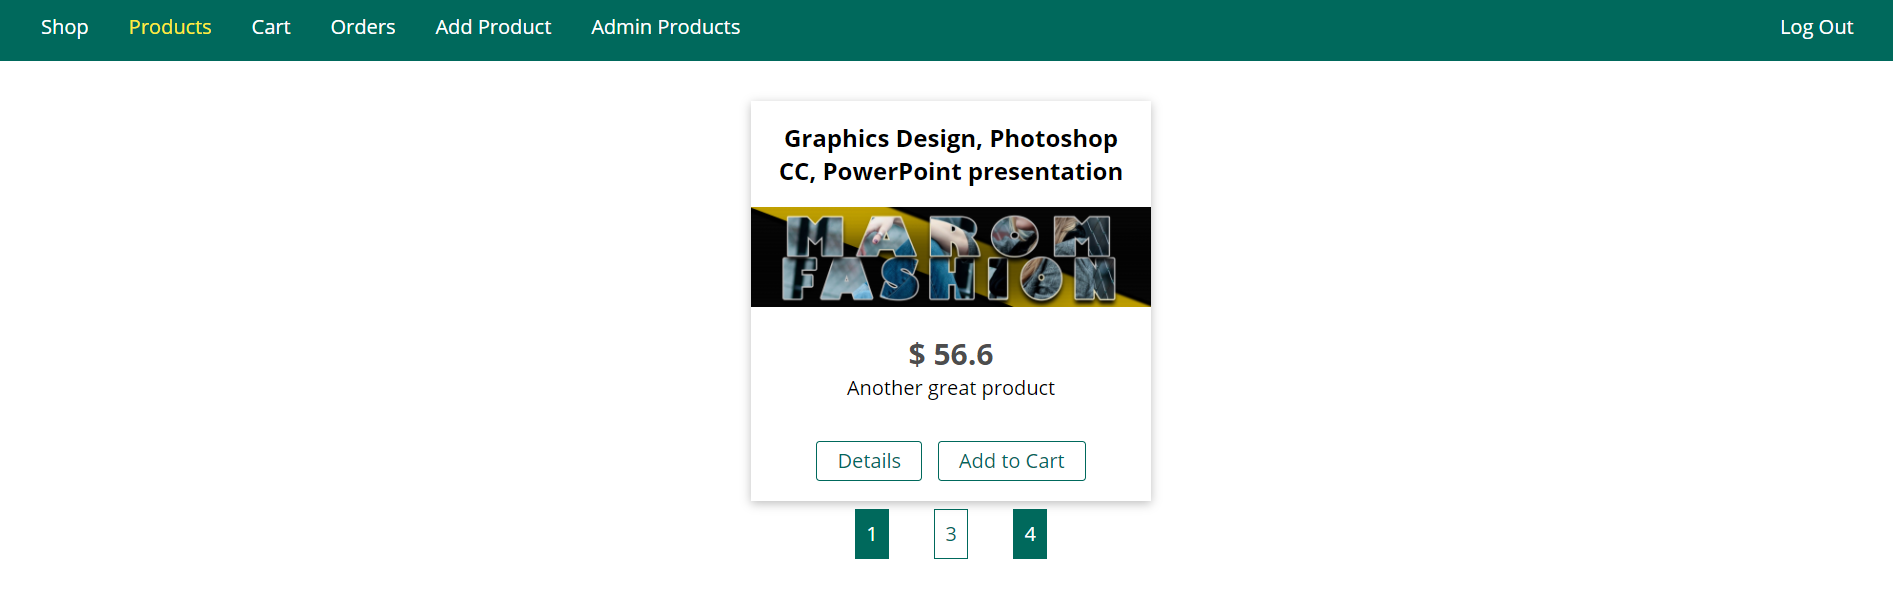 Shop Products Cart Orders Add Product Admin Products Log Out
Graphics Design, Photoshop
CC, PowerPoint presentation
MAROM
FASHION
$ 56.6
Another great product
Details Add to Cart
1 3 4